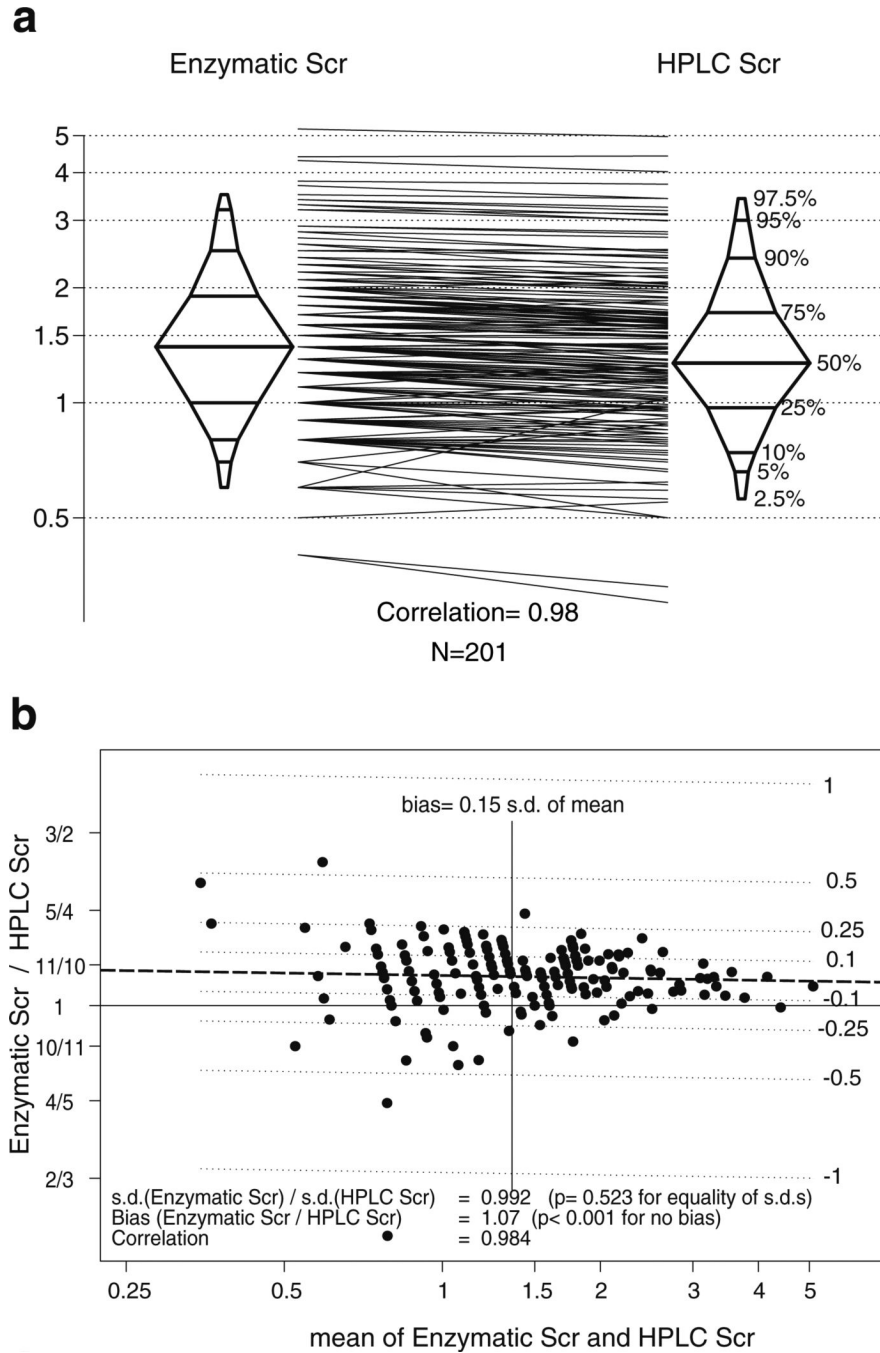 a
Enzymatic Scr
HPLC Scr
5
4
3
2
1.5
1
0.5
97.5%
95%
90%
75%
50%
25%
10%
5%
2.5%
Correlation= 0.98
N=201
b
Enzymatic Scr / HPLC Scr
3/2
5/4
11/10
1
10/11
4/5
2/3
bias= 0.15 s.d. of mean
1
0.5
0.25
0.1
-0.1
-0.25
-0.5
-1
s.d.(Enzymatic Scr) / s.d.(HPLC Scr) = 0.992 (p= 0.523 for equality of s.d.s)
Bias (Enzymatic Scr / HPLC Scr) = 1.07 (p< 0.001 for no bias)
Correlation = 0.984
0.25 0.5 1 1.5 2 3 4 5
mean of Enzymatic Scr and HPLC Scr